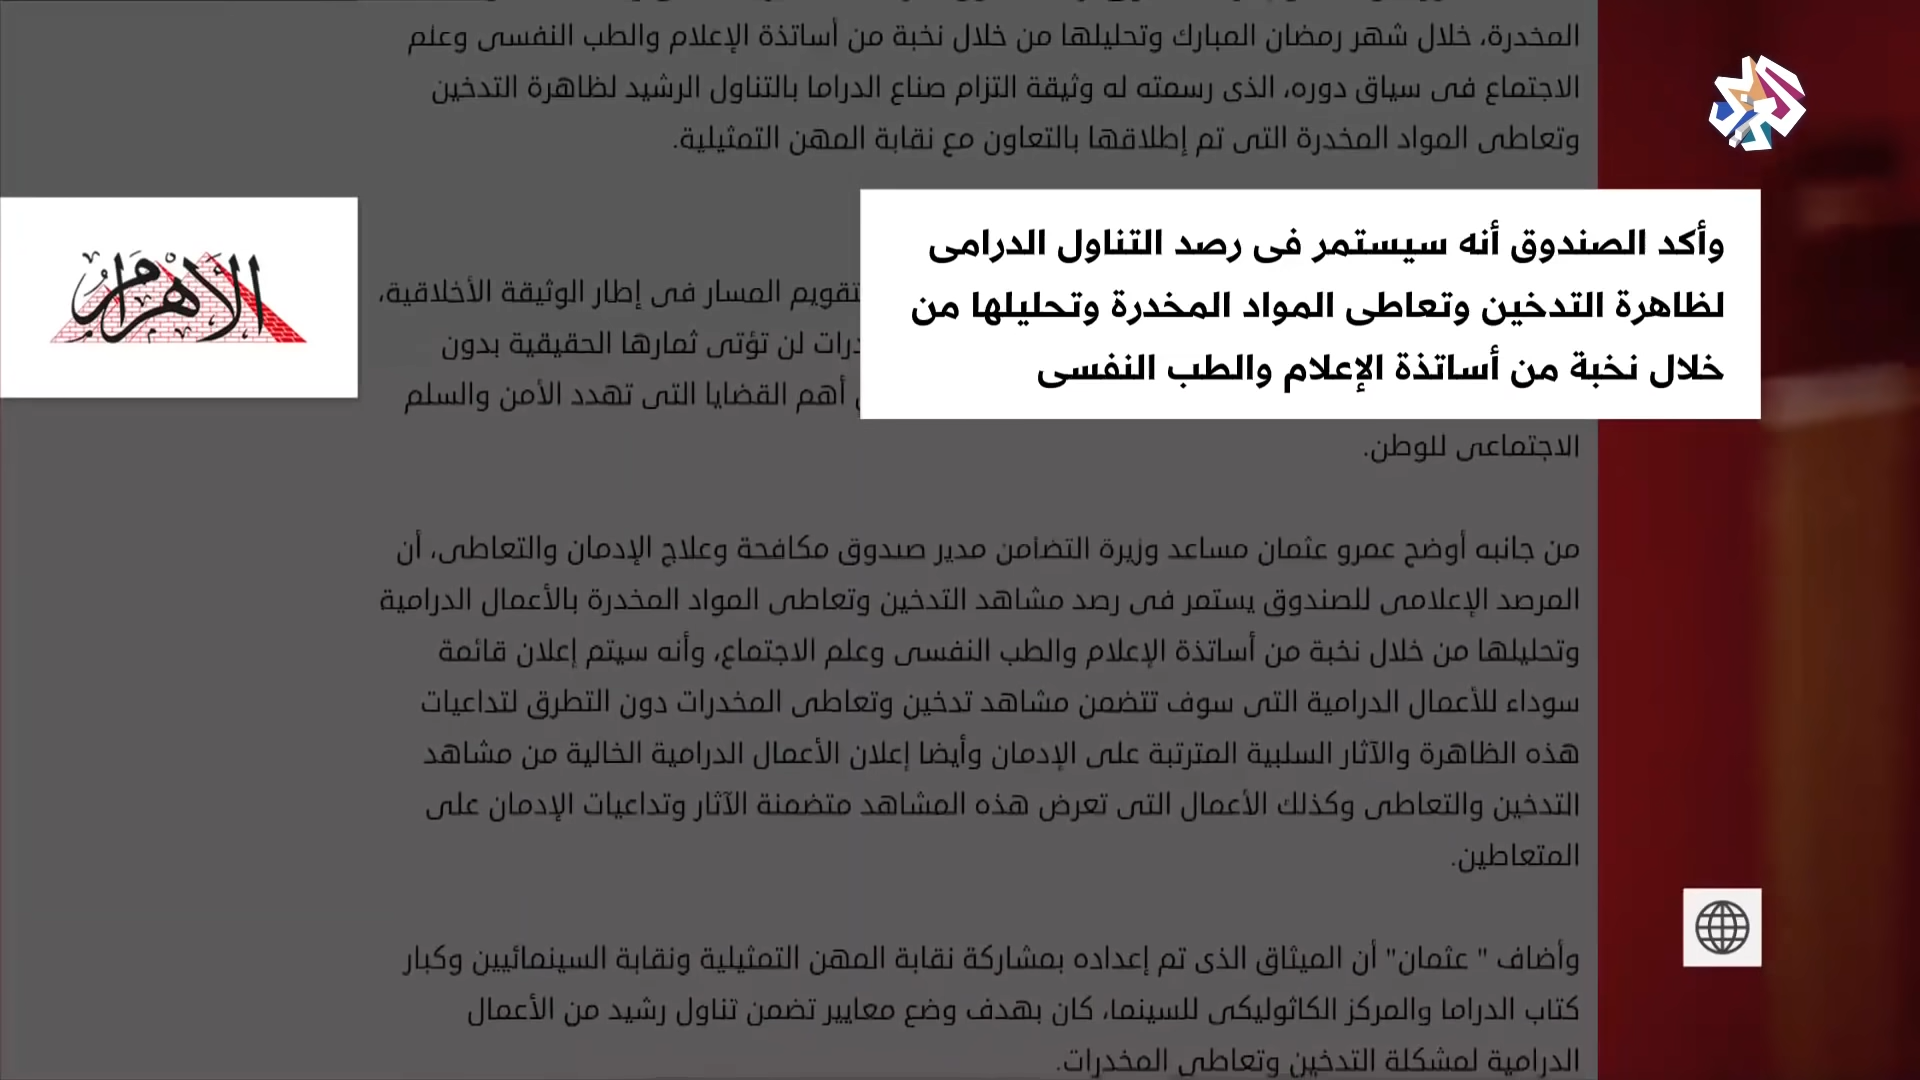 المخدرة، خلال شهر رمضان المبارك وتحليلها من خلال نخبة من أساتذة الإعلام والطب النفسى وعلم
الاجتماع فى سياق دوره، الذى رسمته له وثيقة التزام صناع الدراما بالتناول الرشيد لظاهرة التدخين
وتعاطى المواد المخدرة التى تم إطلاقها بالتعاون مع نقابة المهن التمثيلية.
وأكد الصندوق أنه سيستمر فى رصد التناول الدرامى
لظاهرة التدخين وتعاطى المواد المخدرة وتحليلها من
خلال نخبة من أساتذة الإعلام والطب النفسى
الأهرام
تقويم المسار فى إطار الوثيقة الأخلاقية،
لن تؤتى ثمارها الحقيقية بدون
أهم القضايا التى تهدد الأمن والسلم
الاجتماعى للوطن.
من جانبه أوضح عمرو عثمان مساعد وزيرة التضامن مدير صندوق مكافحة وعلاج الإدمان والتعاطى، أن
المرصد الإعلامى للصندوق يستمر فى رصد مشاهد التدخين وتعاطى المواد المخدرة بالأعمال الدرامية
وتحليلها من خلال نخبة من أساتذة الإعلام والطب النفسى وعلم الاجتماع، وأنه سيتم إعلان قائمة
سوداء للأعمال الدرامية التى سوف تتضمن مشاهد تدخين وتعاطى المخدرات دون التطرق لتداعيات
هذه الظاهرة والآثار السلبية المترتبة على الإدمان وأيضا إعلان الأعمال الدرامية الخالية من مشاهد
التدخين والتعاطى وكذلك الأعمال التى تعرض هذه المشاهد متضمنة الآثار وتداعيات الإدمان على
المتعاطين.
وأضاف " عثمان" أن الميثاق الذى تم إعداده بمشاركة نقابة المهن التمثيلية ونقابة السينمائيين وكبار
كتاب الدراما والمركز الكاثوليكى للسينما، كان بهدف وضع معايير تضمن تناول رشيد من الأعمال
الدرامية لمشكلة التدخين وتعاطى المخدرات.